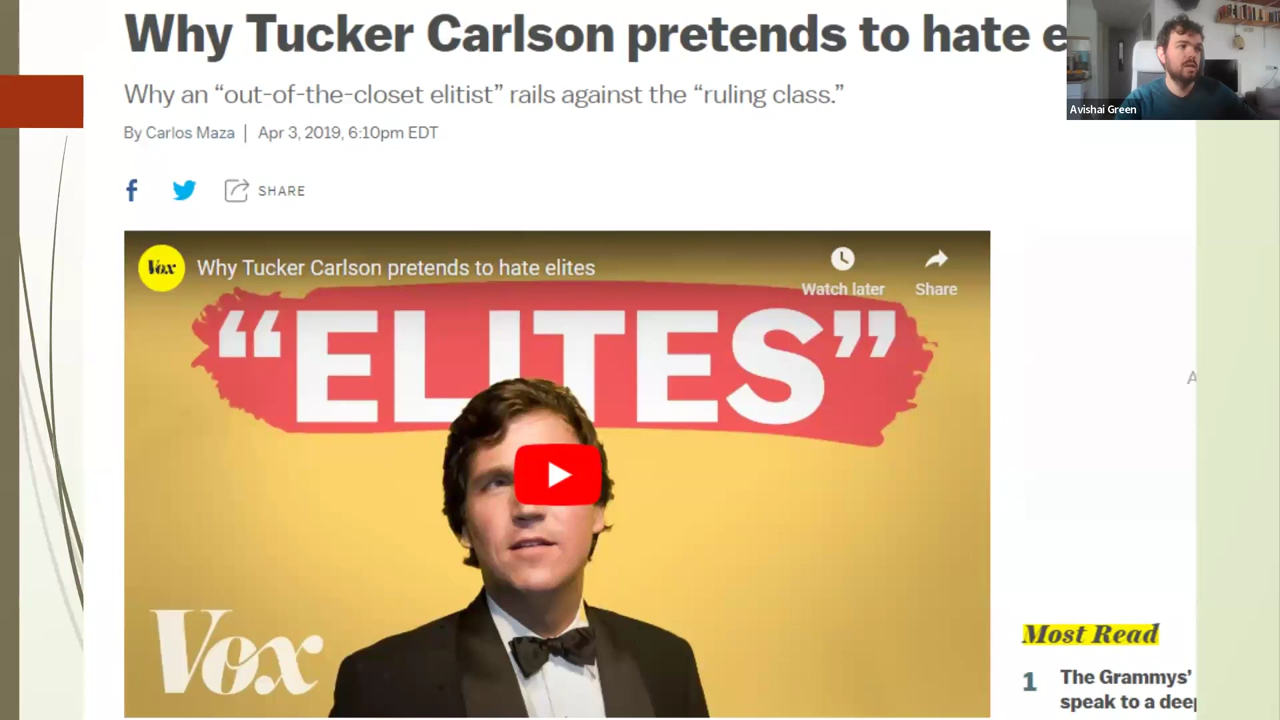 Why Tucker Carlson pretends to hate e
Why an “out-of-the-closet elitist” rails against the “ruling class.”
By Carlos Maza | Apr 3, 2019, 6:10pm EDT
SHARE
Vox
Why Tucker Carlson pretends to hate elites
Watch later
Share
“ELITES”
Vox
Avishai Green
A
Most Read
1 The Grammys'
speak to a deep